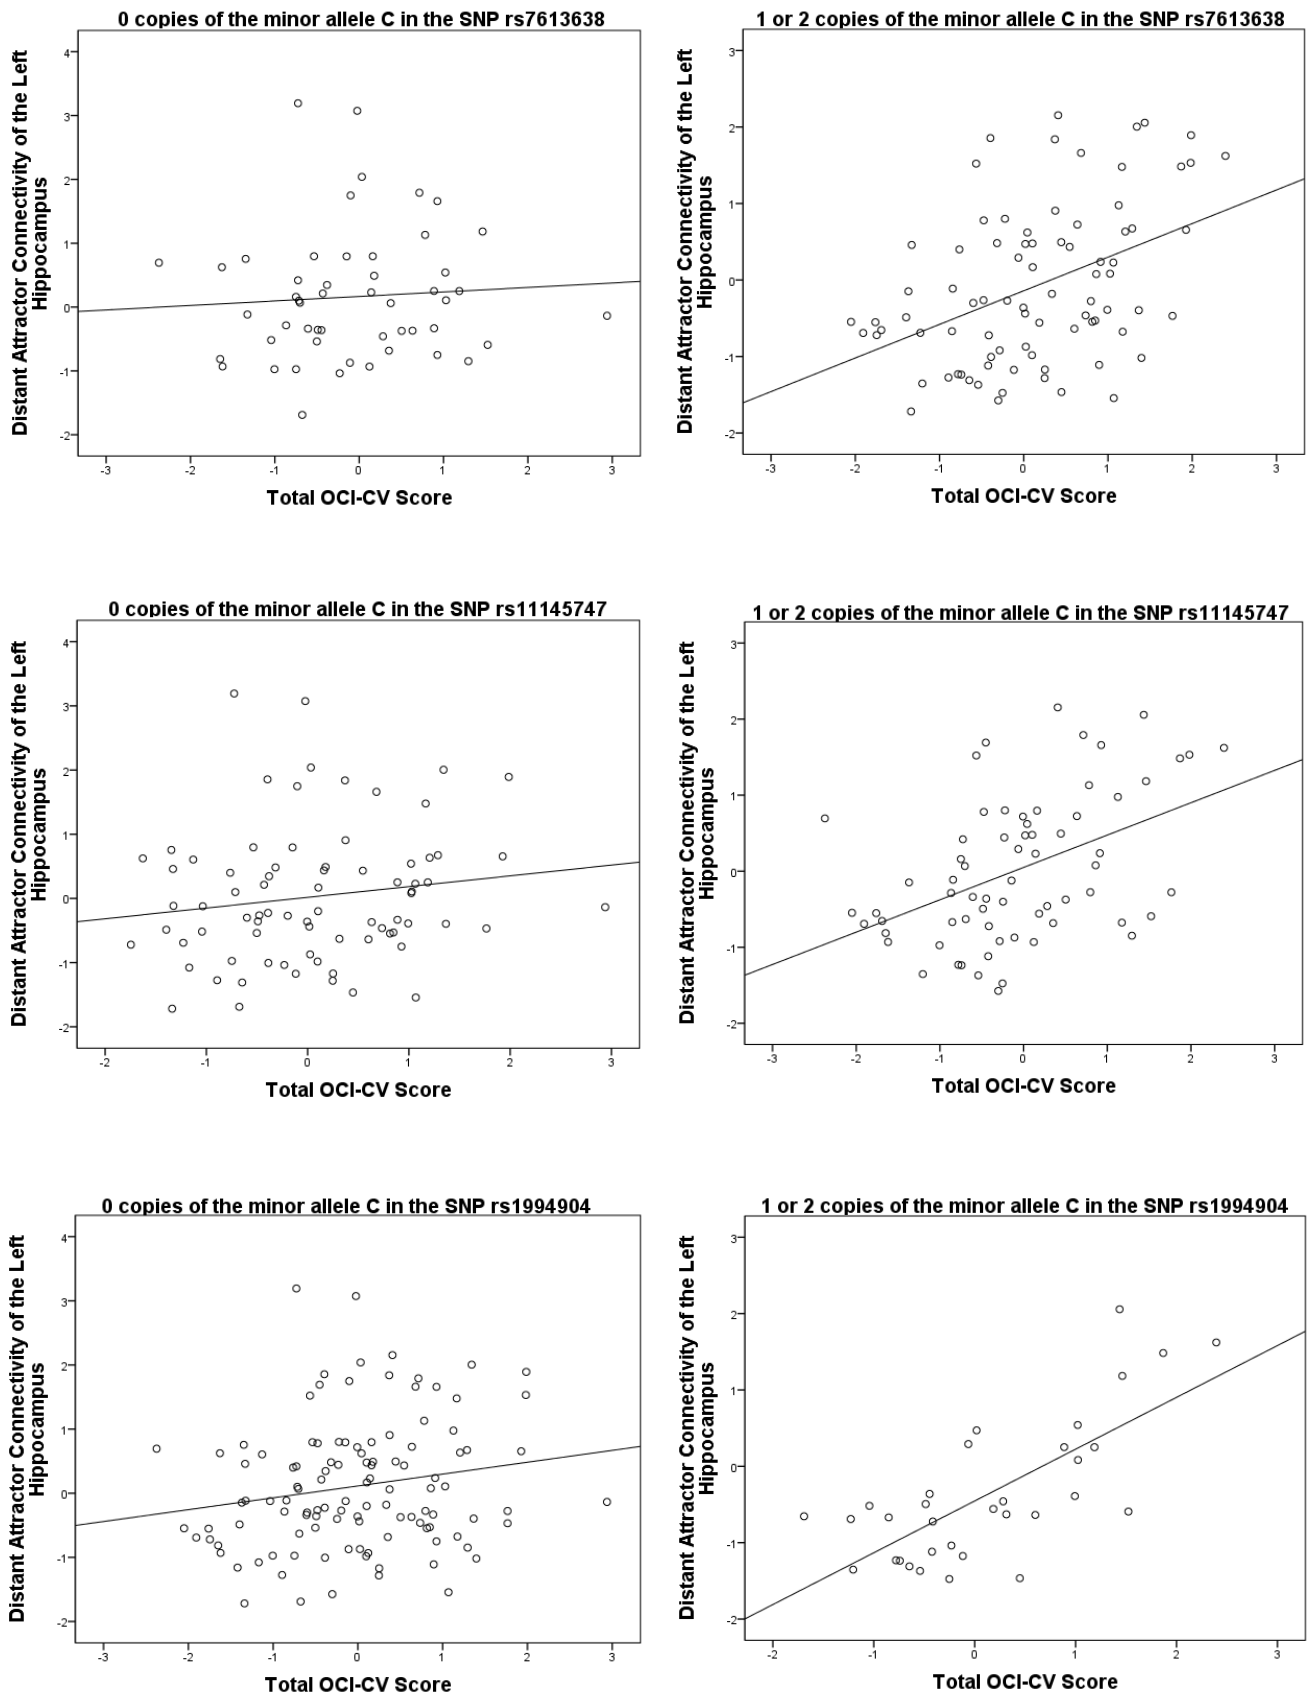 0 copies of the minor allele C in the SNP rs7613638
Distant Attractor Connectivity of the Left
Hippocampus
4
3
2
1
0
-1
-2
-3 -2 -1 0 1 2 3
Total OCI-CV Score
1 or 2 copies of the minor allele C in the SNP rs7613638
Distant Attractor Connectivity of the Left
Hippocampus
3
2
1
0
-1
-2
-3 -2 -1 0 1 2 3
Total OCI-CV Score
0 copies of the minor allele C in the SNP rs11145747
Distant Attractor Connectivity of the Left
Hippocampus
4
3
2
1
0
-1
-2
-2 -1 0 1 2 3
Total OCI-CV Score
1 or 2 copies of the minor allele C in the SNP rs11145747
Distant Attractor Connectivity of the Left
Hippocampus
3
2
1
0
-1
-2
-3 -2 -1 0 1 2 3
Total OCI-CV Score
0 copies of the minor allele C in the SNP rs1994904
Distant Attractor Connectivity of the Left
Hippocampus
4
3
2
1
0
-1
-2
-3 -2 -1 0 1 2 3
Total OCI-CV Score
1 or 2 copies of the minor allele C in the SNP rs1994904
Distant Attractor Connectivity of the Left
Hippocampus
3
2
1
0
-1
-2
-2 -1 0 1 2 3
Total OCI-CV Score